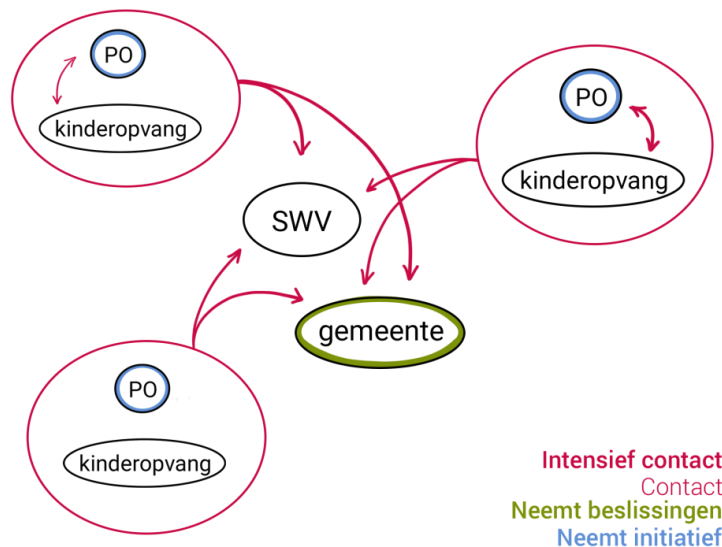 PO
kinderopvang
PO
kinderopvang
SWV
gemeente
PO
kinderopvang
Intensief contact
Contact
Neemt beslissingen
Neemt initiatief